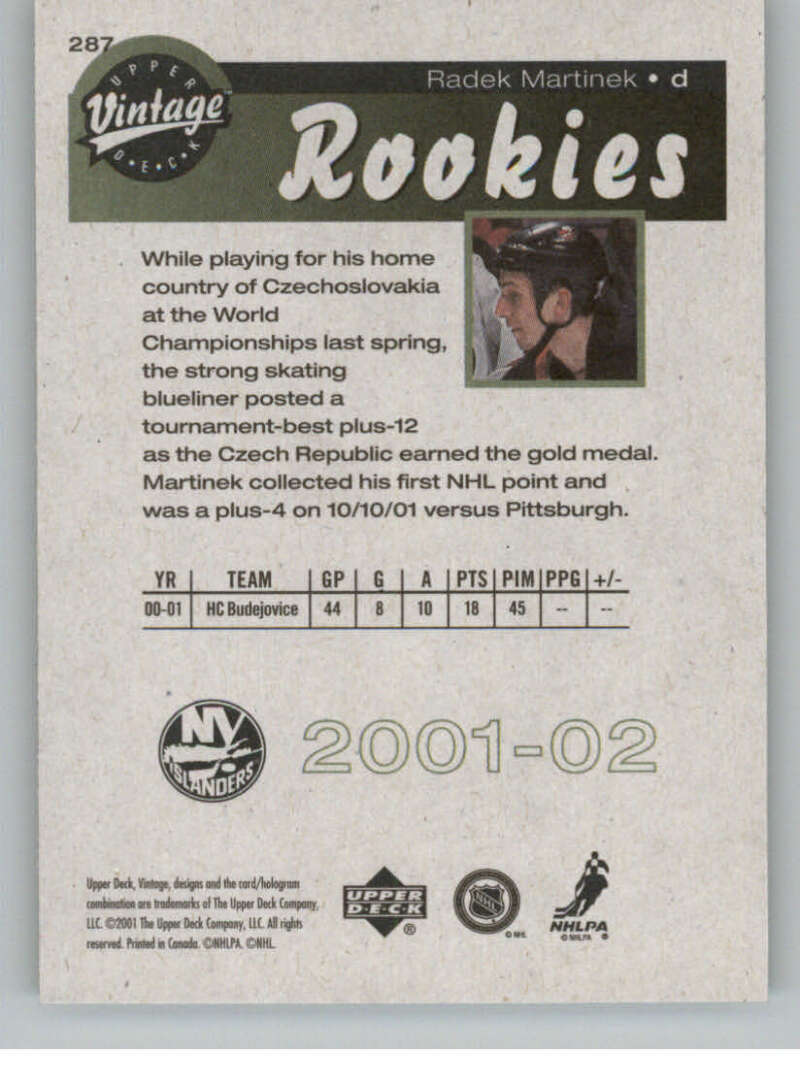 287
UPPER
Vintage™
D•E•C•K
Radek Martinek • d
Rookies
While playing for his home
country of Czechoslovakia
at the World
Championships last spring,
the strong skating
blueliner posted a
tournament-best plus-12
as the Czech Republic earned the gold medal.
Martinek collected his first NHL point and
was a plus-4 on 10/10/01 versus Pittsburgh.
YR TEAM GP G A PTS PIM PPG +/-
00-01 HC Budejovice 44 8 10 18 45 -- --
NY
ISLANDERS
2001-02
Upper Deck, Vintage, designs and the card/hologram
combination are trademarks of The Upper Deck Company,
LLC. ©2001 The Upper Deck Company, LLC. All rights
reserved. Printed in Canada. ©NHLPA. ©NHL.
UPPER
D•E•C•K
®
NHL
© NHL
NHLPA
© NHLPA ®